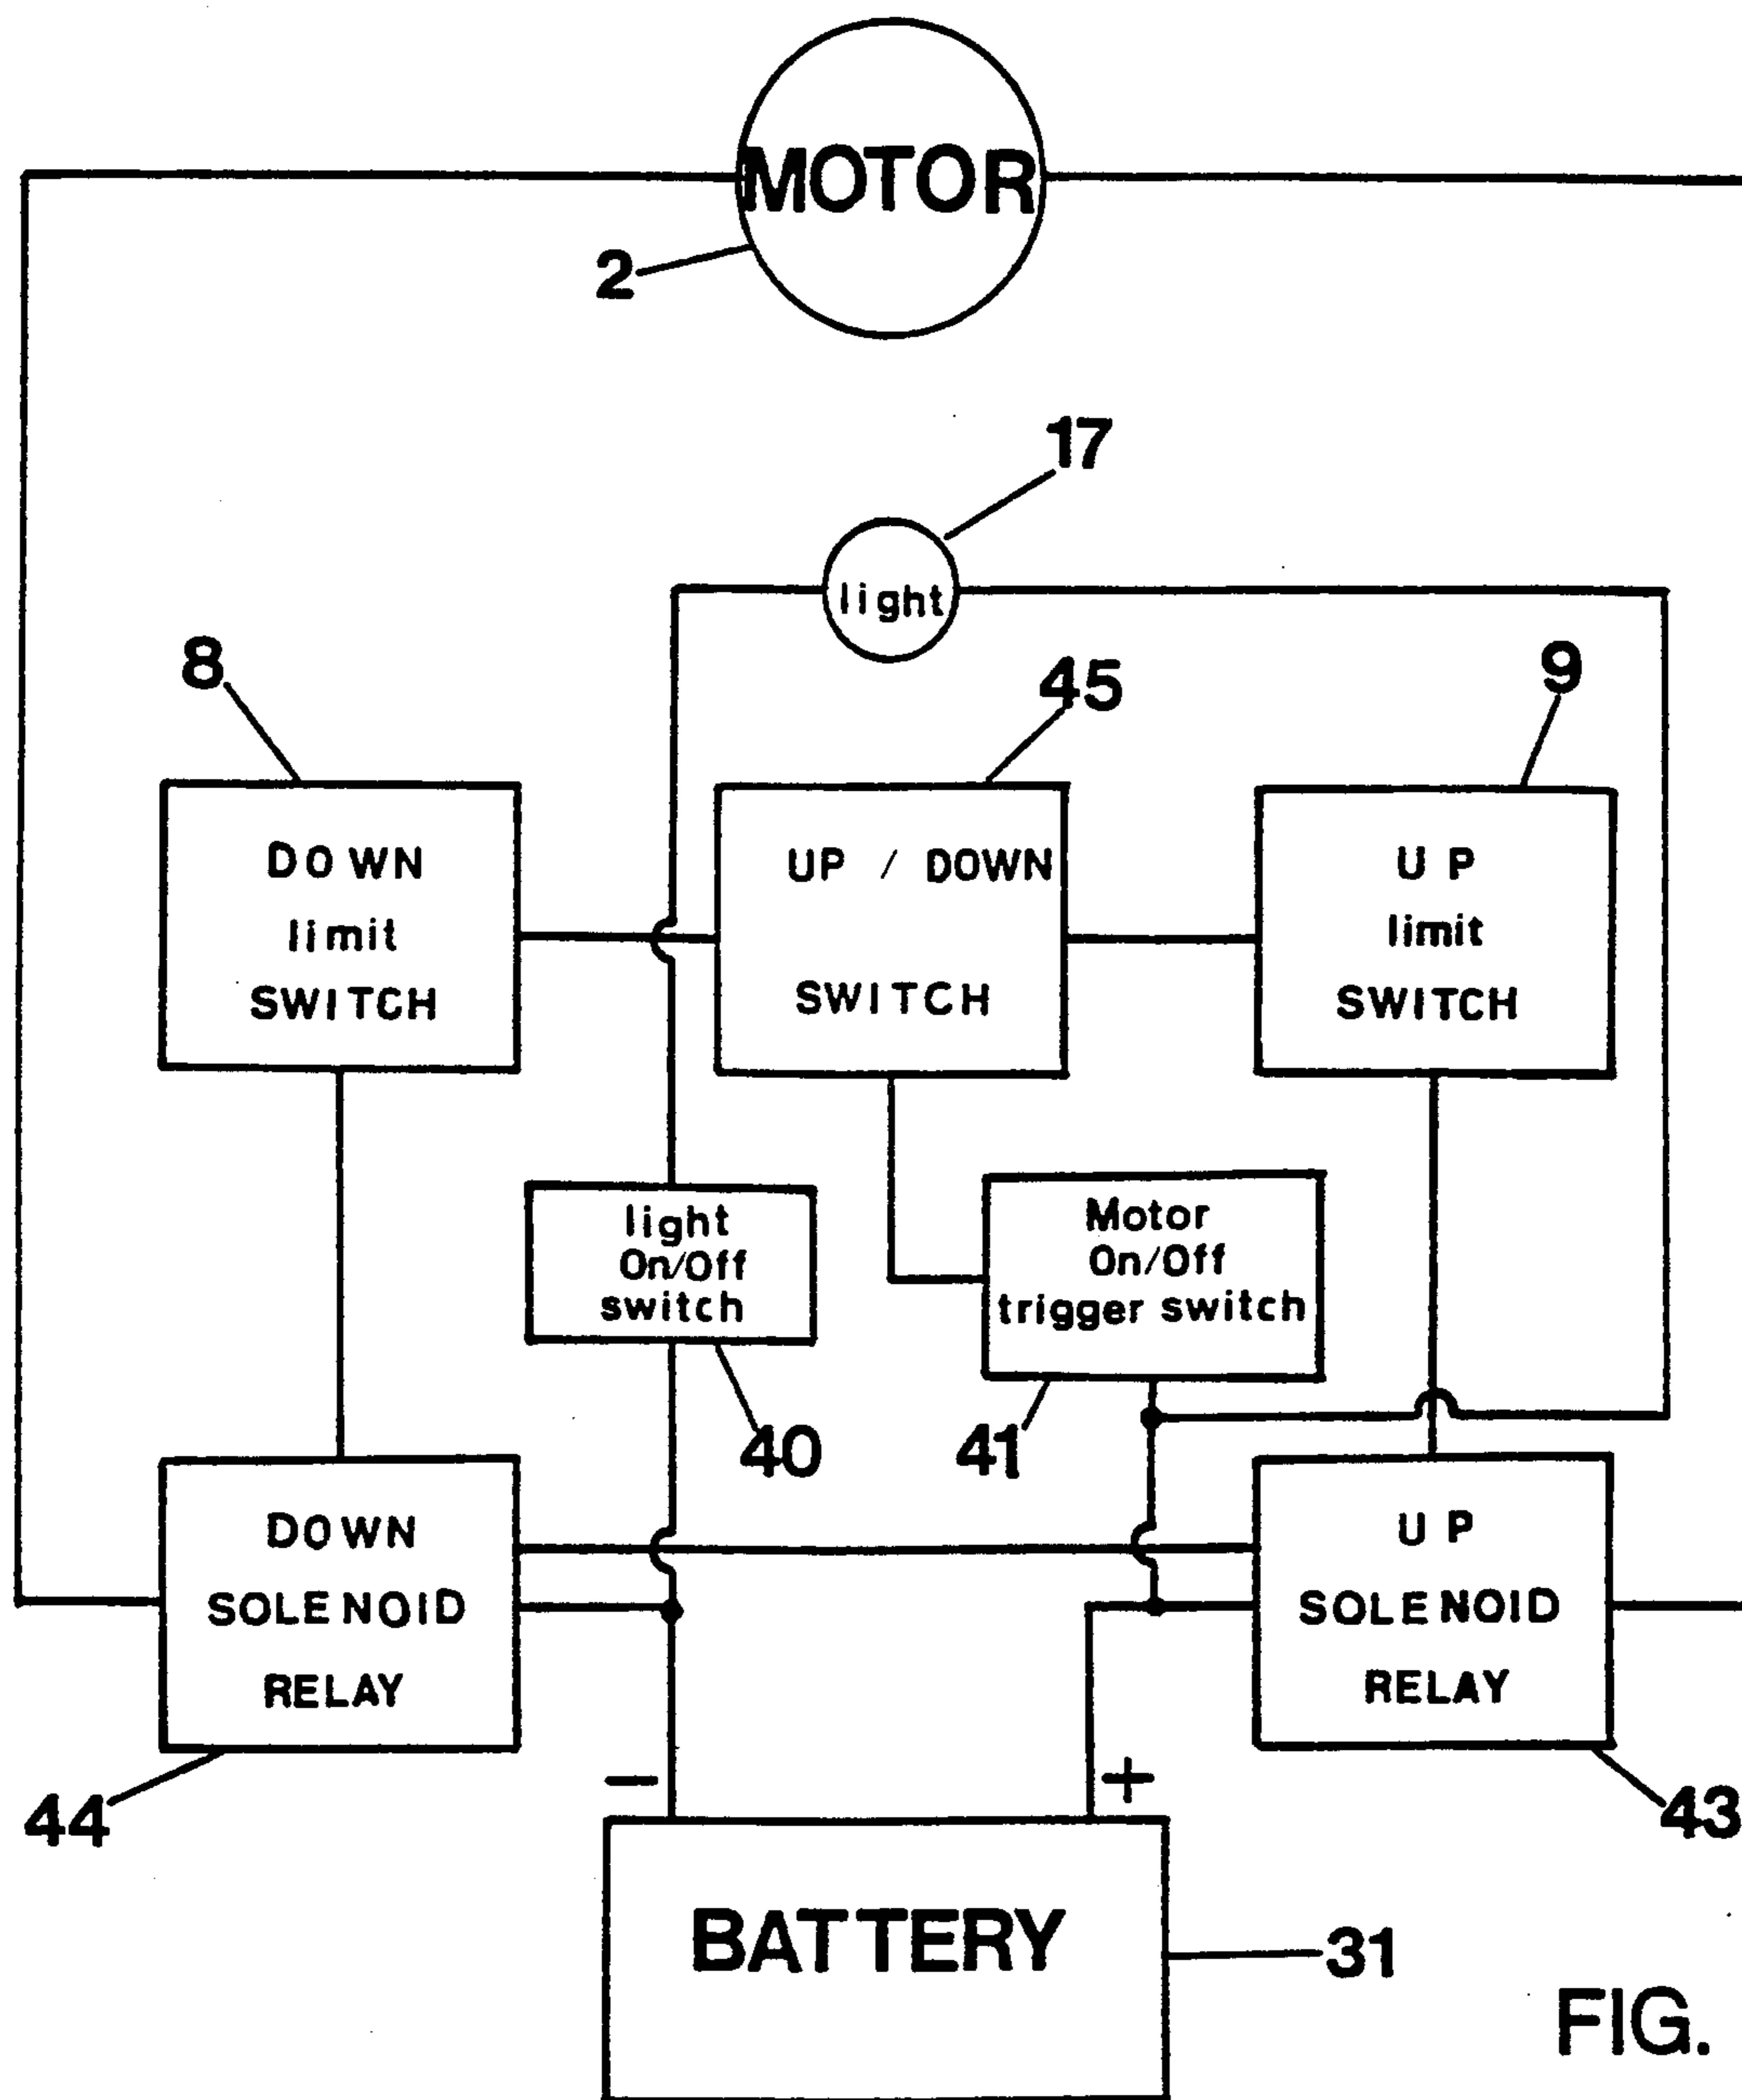 MOTOR
2
17
light
8
45
9
DOWN
limit
SWITCH
UP / DOWN
SWITCH
UP
limit
SWITCH
light
On/Off
switch
Motor
On/Off
trigger switch
40
41
DOWN
SOLENOID
RELAY
UP
SOLENOID
RELAY
44
43
− +
BATTERY
31
FIG.